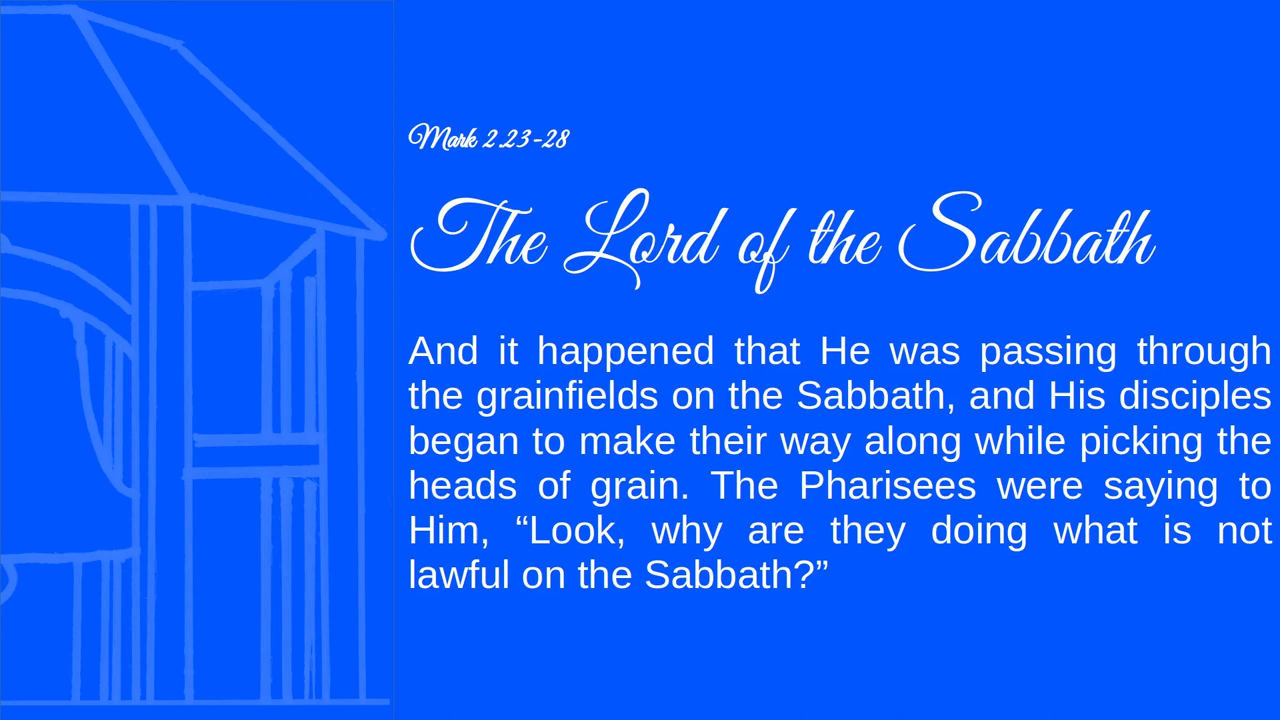 Mark 2.23-28
The Lord of the Sabbath
And it happened that He was passing through
the grainfields on the Sabbath, and His disciples
began to make their way along while picking the
heads of grain. The Pharisees were saying to
Him, “Look, why are they doing what is not
lawful on the Sabbath?”